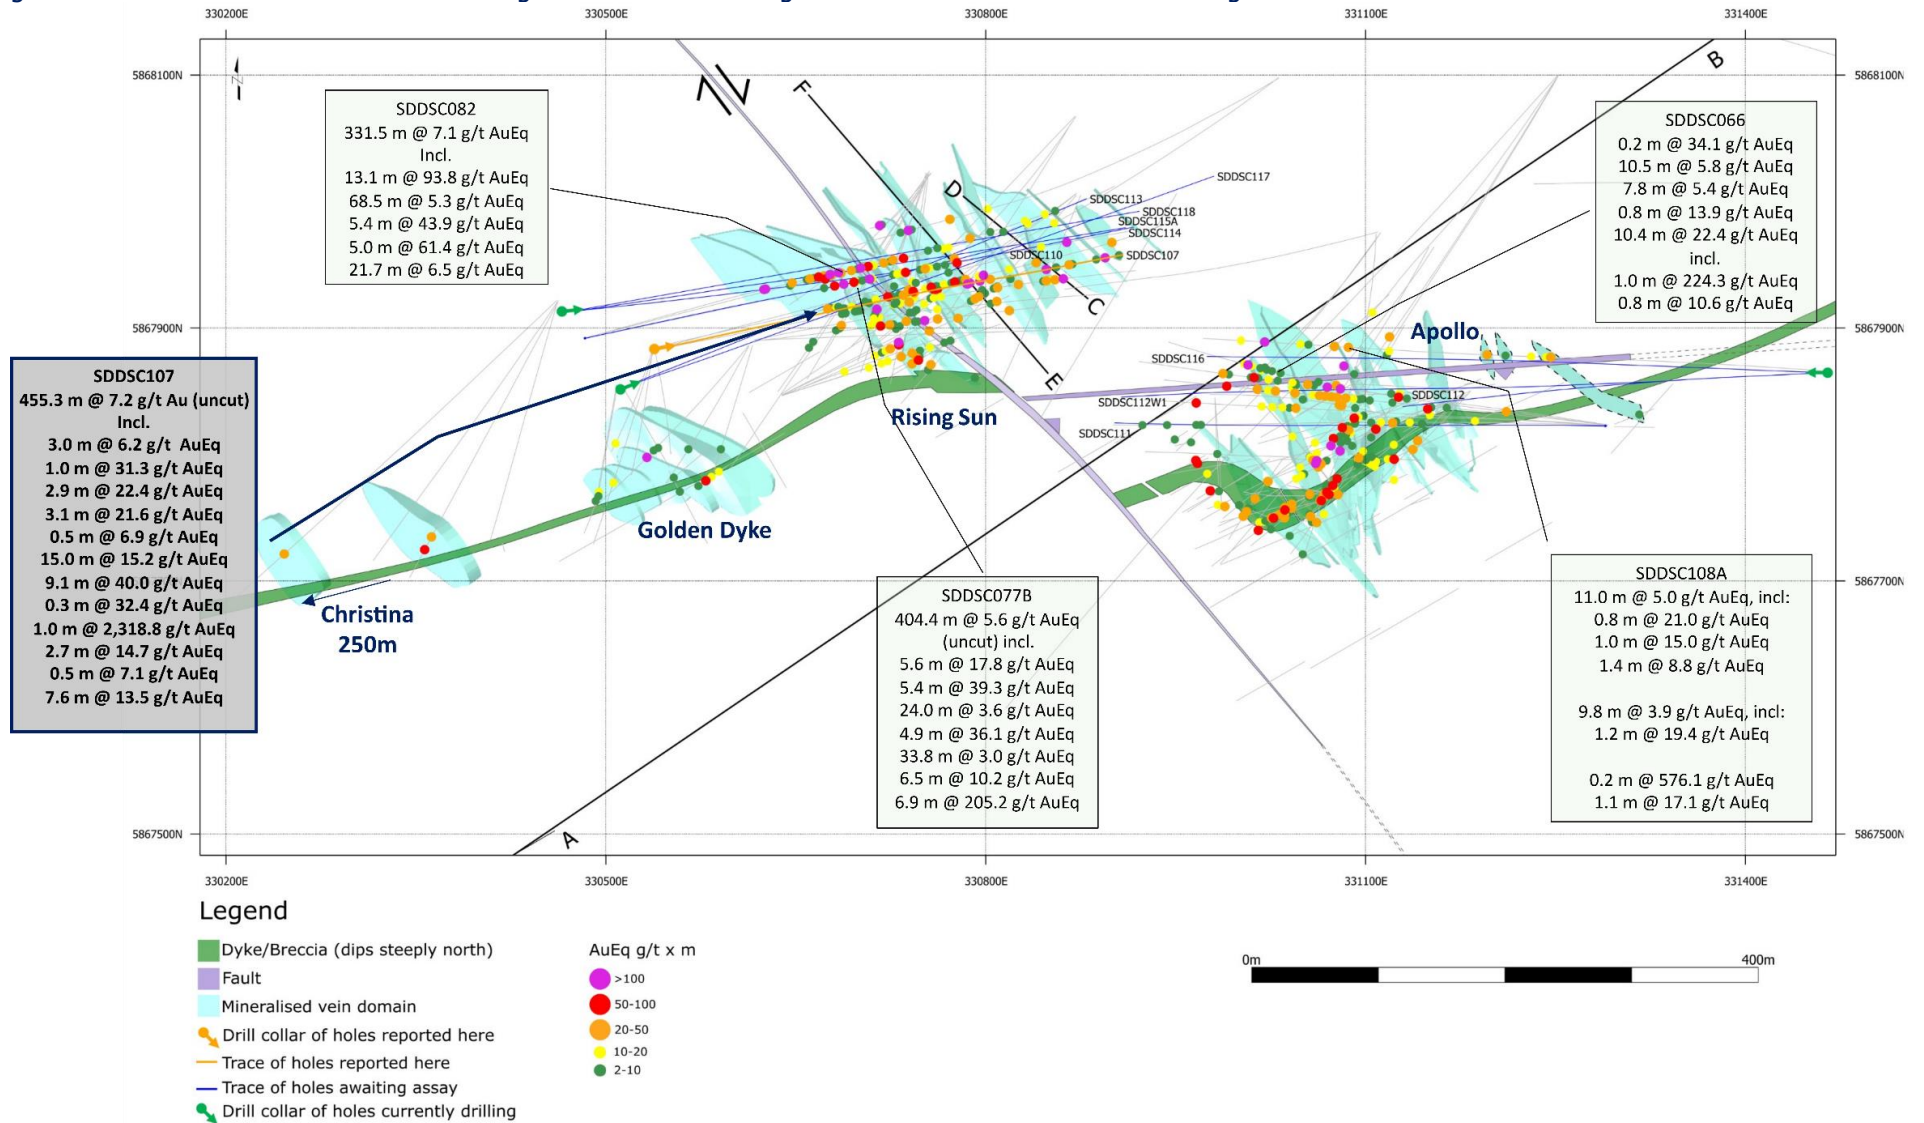 330200E
330500E
330800E
331100E
331400E
5868100N
5867900N
5867700N
5867500N
5868100N
5867900N
5867700N
5867500N
SDDSC082
331.5 m @ 7.1 g/t AuEq
Incl.
13.1 m @ 93.8 g/t AuEq
68.5 m @ 5.3 g/t AuEq
5.4 m @ 43.9 g/t AuEq
5.0 m @ 61.4 g/t AuEq
21.7 m @ 6.5 g/t AuEq
SDDSC066
0.2 m @ 34.1 g/t AuEq
10.5 m @ 5.8 g/t AuEq
7.8 m @ 5.4 g/t AuEq
0.8 m @ 13.9 g/t AuEq
10.4 m @ 22.4 g/t AuEq
incl.
1.0 m @ 224.3 g/t AuEq
0.8 m @ 10.6 g/t AuEq
SDDSC107
455.3 m @ 7.2 g/t Au (uncut)
Incl.
3.0 m @ 6.2 g/t AuEq
1.0 m @ 31.3 g/t AuEq
2.9 m @ 22.4 g/t AuEq
3.1 m @ 21.6 g/t AuEq
0.5 m @ 6.9 g/t AuEq
15.0 m @ 15.2 g/t AuEq
9.1 m @ 40.0 g/t AuEq
0.3 m @ 32.4 g/t AuEq
1.0 m @ 2,318.8 g/t AuEq
2.7 m @ 14.7 g/t AuEq
0.5 m @ 7.1 g/t AuEq
7.6 m @ 13.5 g/t AuEq
SDDSC077B
404.4 m @ 5.6 g/t AuEq
(uncut) incl.
5.6 m @ 17.8 g/t AuEq
5.4 m @ 39.3 g/t AuEq
24.0 m @ 3.6 g/t AuEq
4.9 m @ 36.1 g/t AuEq
33.8 m @ 3.0 g/t AuEq
6.5 m @ 10.2 g/t AuEq
6.9 m @ 205.2 g/t AuEq
SDDSC108A
11.0 m @ 5.0 g/t AuEq, incl:
0.8 m @ 21.0 g/t AuEq
1.0 m @ 15.0 g/t AuEq
1.4 m @ 8.8 g/t AuEq
9.8 m @ 3.9 g/t AuEq, incl:
1.2 m @ 19.4 g/t AuEq
0.2 m @ 576.1 g/t AuEq
1.1 m @ 17.1 g/t AuEq
F
D
B
C
E
A
SDDSC117
SDDSC113
SDDSC118
SDDSC115A
SDDSC114
SDDSC110
SDDSC107
SDDSC116
SDDSC112W1
SDDSC112
SDDSC111
Apollo
Rising Sun
Golden Dyke
Christina
250m
330200E
330500E
330800E
331100E
331400E
Legend
Dyke/Breccia (dips steeply north)
Fault
Mineralised vein domain
Drill collar of holes reported here
Trace of holes reported here
Trace of holes awaiting assay
Drill collar of holes currently drilling
AuEq g/t x m
>100
50-100
20-50
10-20
2-10
0m
400m